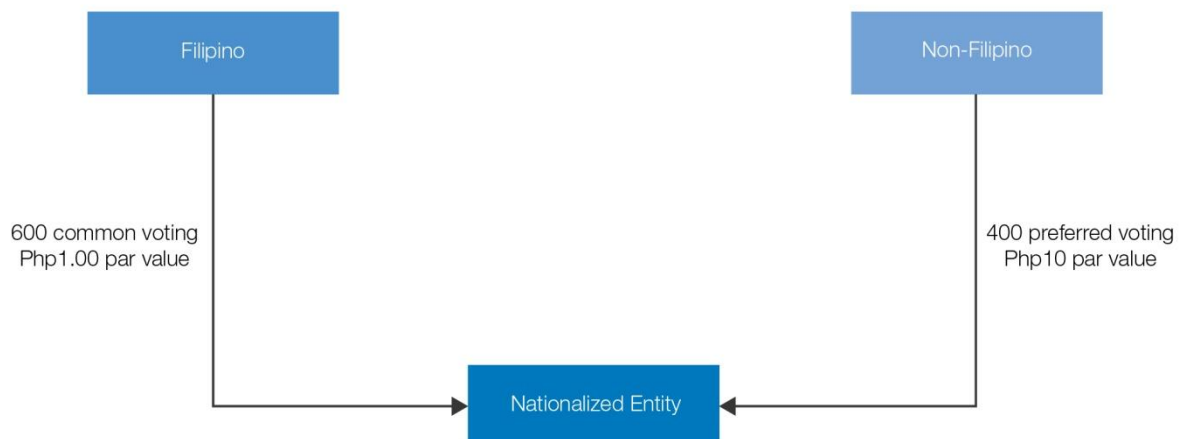 Filipino
Non-Filipino
600 common voting
Php1.00 par value
400 preferred voting
Php10 par value
Nationalized Entity